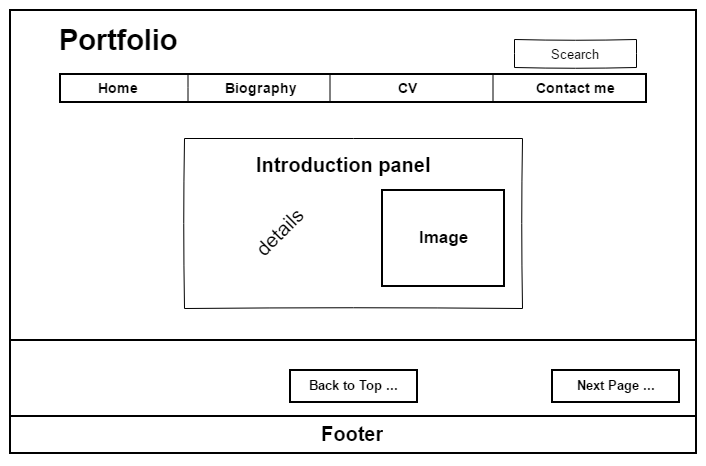 Portfolio
Scearch
Home Biography CV Contact me
Introduction panel
details
Image
Back to Top ...
Next Page ...
Footer